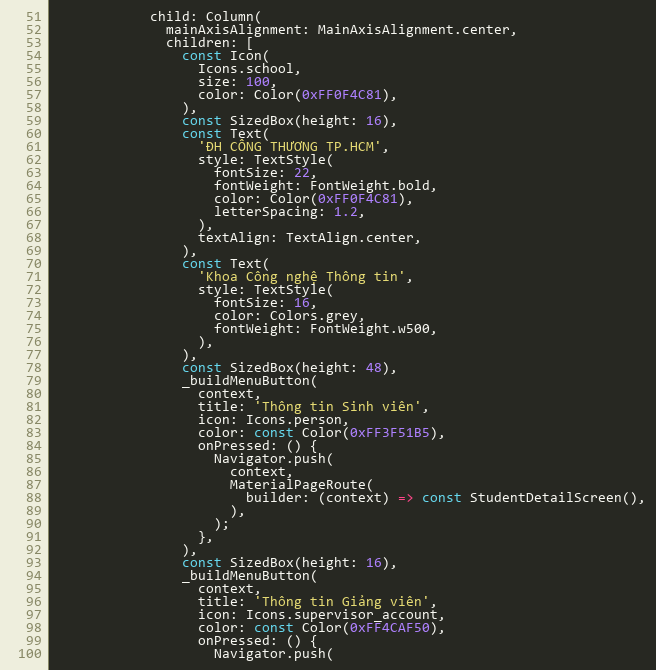 51 child: Column(
52 mainAxisAlignment: MainAxisAlignment.center,
53 children: [
54 const Icon(
55 Icons.school,
56 size: 100,
57 color: Color(0xFF0F4C81),
58 ),
59 const SizedBox(height: 16),
60 const Text(
61 'ĐH CÔNG THƯƠNG TP.HCM',
62 style: TextStyle(
63 fontSize: 22,
64 fontWeight: FontWeight.bold,
65 color: Color(0xFF0F4C81),
66 letterSpacing: 1.2,
67 ),
68 textAlign: TextAlign.center,
69 ),
70 const Text(
71 'Khoa Công nghệ Thông tin',
72 style: TextStyle(
73 fontSize: 16,
74 color: Colors.grey,
75 fontWeight: FontWeight.w500,
76 ),
77 ),
78 const SizedBox(height: 48),
79 _buildMenuButton(
80 context,
81 title: 'Thông tin Sinh viên',
82 icon: Icons.person,
83 color: const Color(0xFF3F51B5),
84 onPressed: () {
85 Navigator.push(
86 context,
87 MaterialPageRoute(
88 builder: (context) => const StudentDetailScreen(),
89 ),
90 );
91 },
92 ),
93 const SizedBox(height: 16),
94 _buildMenuButton(
95 context,
96 title: 'Thông tin Giảng viên',
97 icon: Icons.supervisor_account,
98 color: const Color(0xFF4CAF50),
99 onPressed: () {
100 Navigator.push(